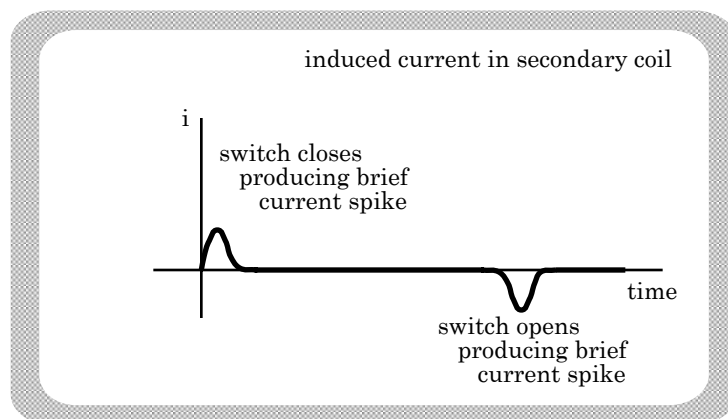 induced current in secondary coil
i
switch closes
producing brief
current spike
time
switch opens
producing brief
current spike